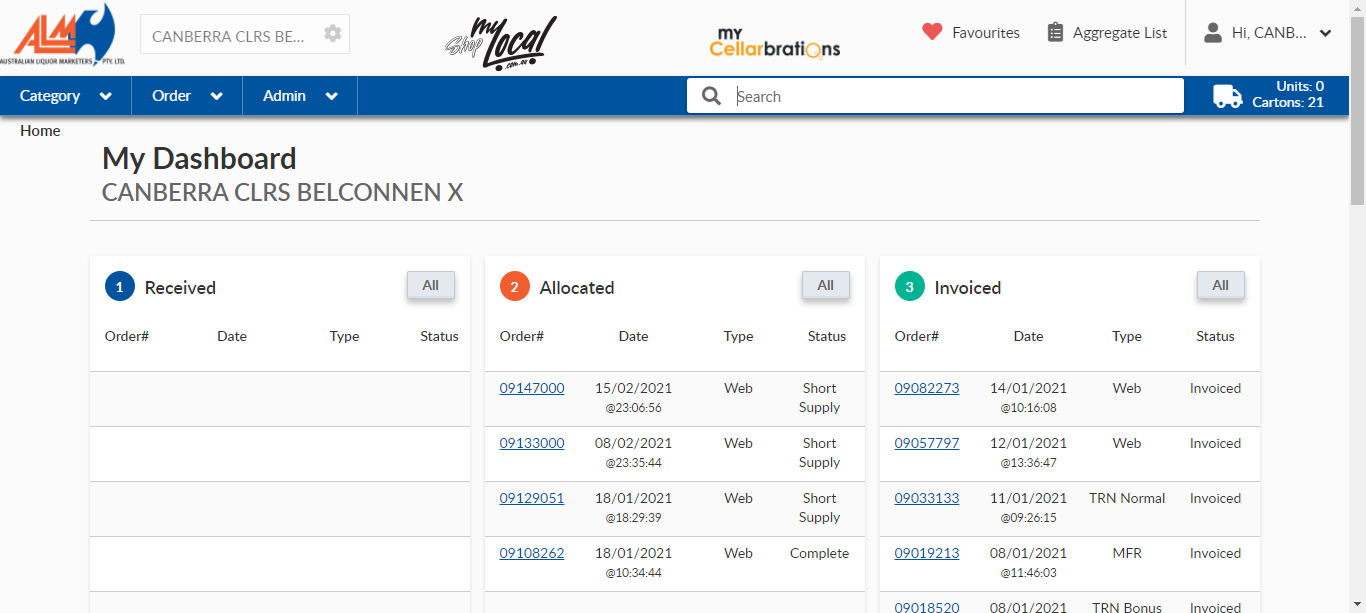 ALM
AUSTRALIAN LIQUOR MARKETERS PTY. LTD.
CANBERRA CLRS BE...
my
Shop Local
.com.au
my
Cellarbrations
Favourites
Aggregate List
Hi, CANB...
Category
Order
Admin
Search
Units: 0
Cartons: 21
Home
My Dashboard
CANBERRA CLRS BELCONNEN X
1 Received All
Order# Date Type Status
2 Allocated All
Order# Date Type Status
09147000 15/02/2021 Web Short
@23:06:56 Supply
09133000 08/02/2021 Web Short
@23:35:44 Supply
09129051 18/01/2021 Web Short
@18:29:39 Supply
09108262 18/01/2021 Web Complete
@10:34:44
3 Invoiced All
Order# Date Type Status
09082273 14/01/2021 Web Invoiced
@10:16:08
09057797 12/01/2021 Web Invoiced
@13:36:47
09033133 11/01/2021 TRN Normal Invoiced
@09:26:15
09019213 08/01/2021 MFR Invoiced
@11:46:03
09018520 08/01/2021 TRN Bonus Invoiced